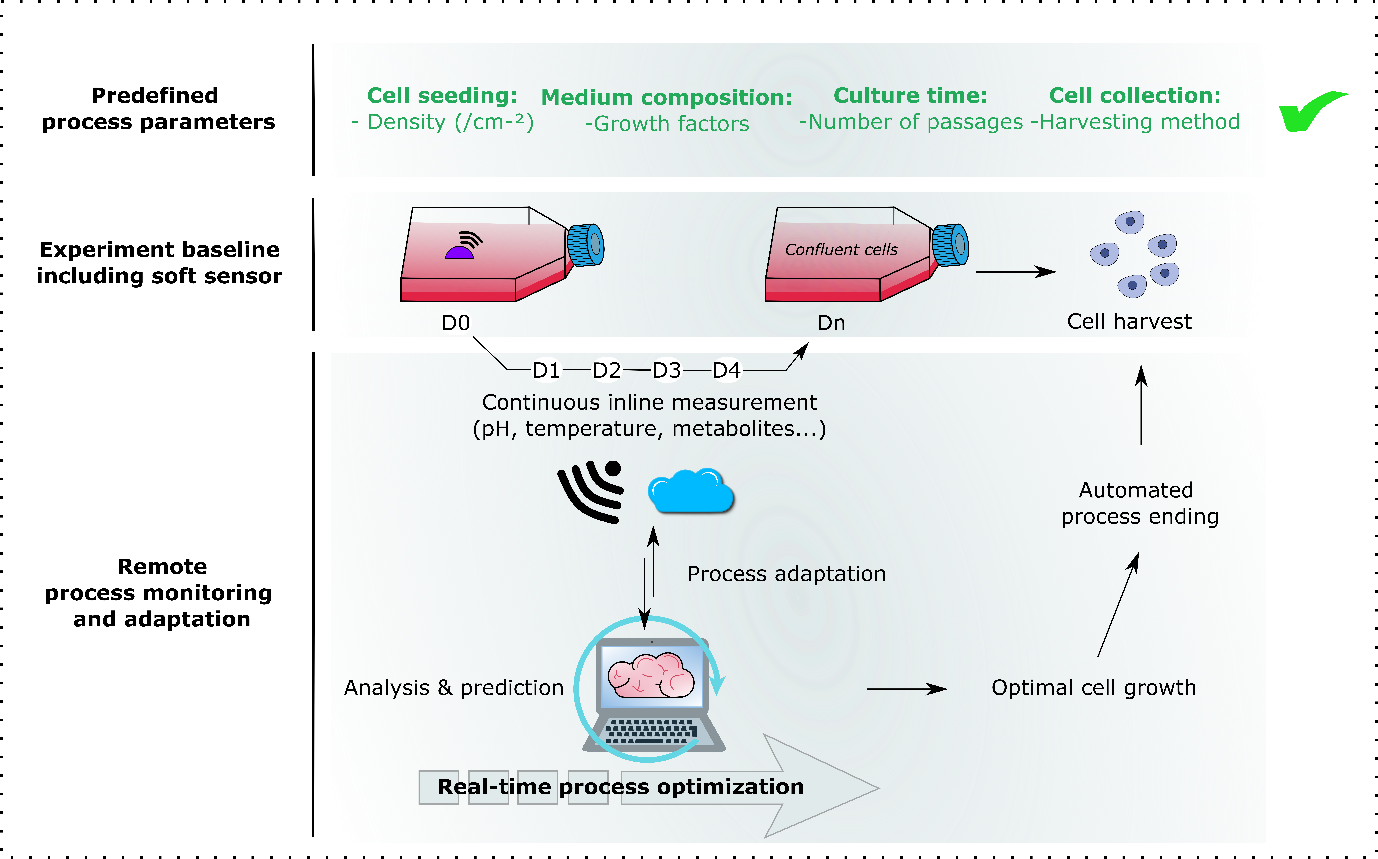 Predefined
process parameters
Cell seeding:
- Density (/cm-²)
Medium composition:
-Growth factors
Culture time:
-Number of passages
Cell collection:
-Harvesting method
Experiment baseline
including soft sensor
Confluent cells
D0
Dn
Cell harvest
D1
D2
D3
D4
Continuous inline measurement
(pH, temperature, metabolites...)
Remote
process monitoring
and adaptation
Process adaptation
Automated
process ending
Analysis & prediction
Optimal cell growth
Real-time process optimization